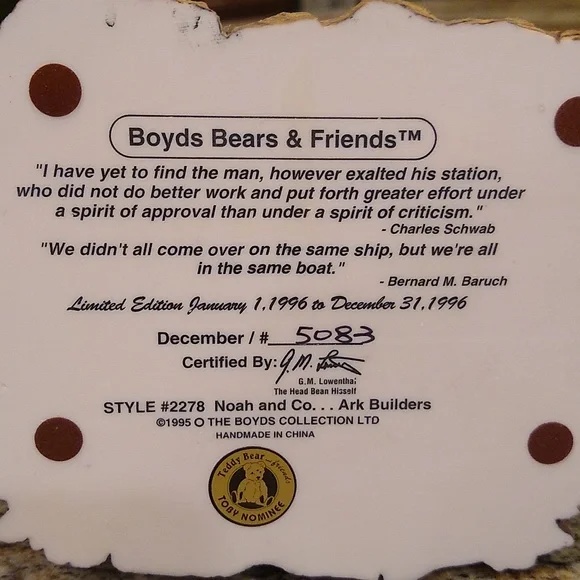 Boyds Bears & Friends™
"I have yet to find the man, however exalted his station,
who did not do better work and put forth greater effort under
a spirit of approval than under a spirit of criticism."
- Charles Schwab
"We didn't all come over on the same ship, but we're all
in the same boat."
- Bernard M. Baruch
Limited Edition January 1,1996 to December 31,1996
December / # 5083
Certified By: G.M.
G.M. Lowenthal
The Head Bean Hisself
STYLE #2278 Noah and Co. . . Ark Builders
©1995 O THE BOYDS COLLECTION LTD
HANDMADE IN CHINA
Teddy Bear and friends
TOBY NOMINEE